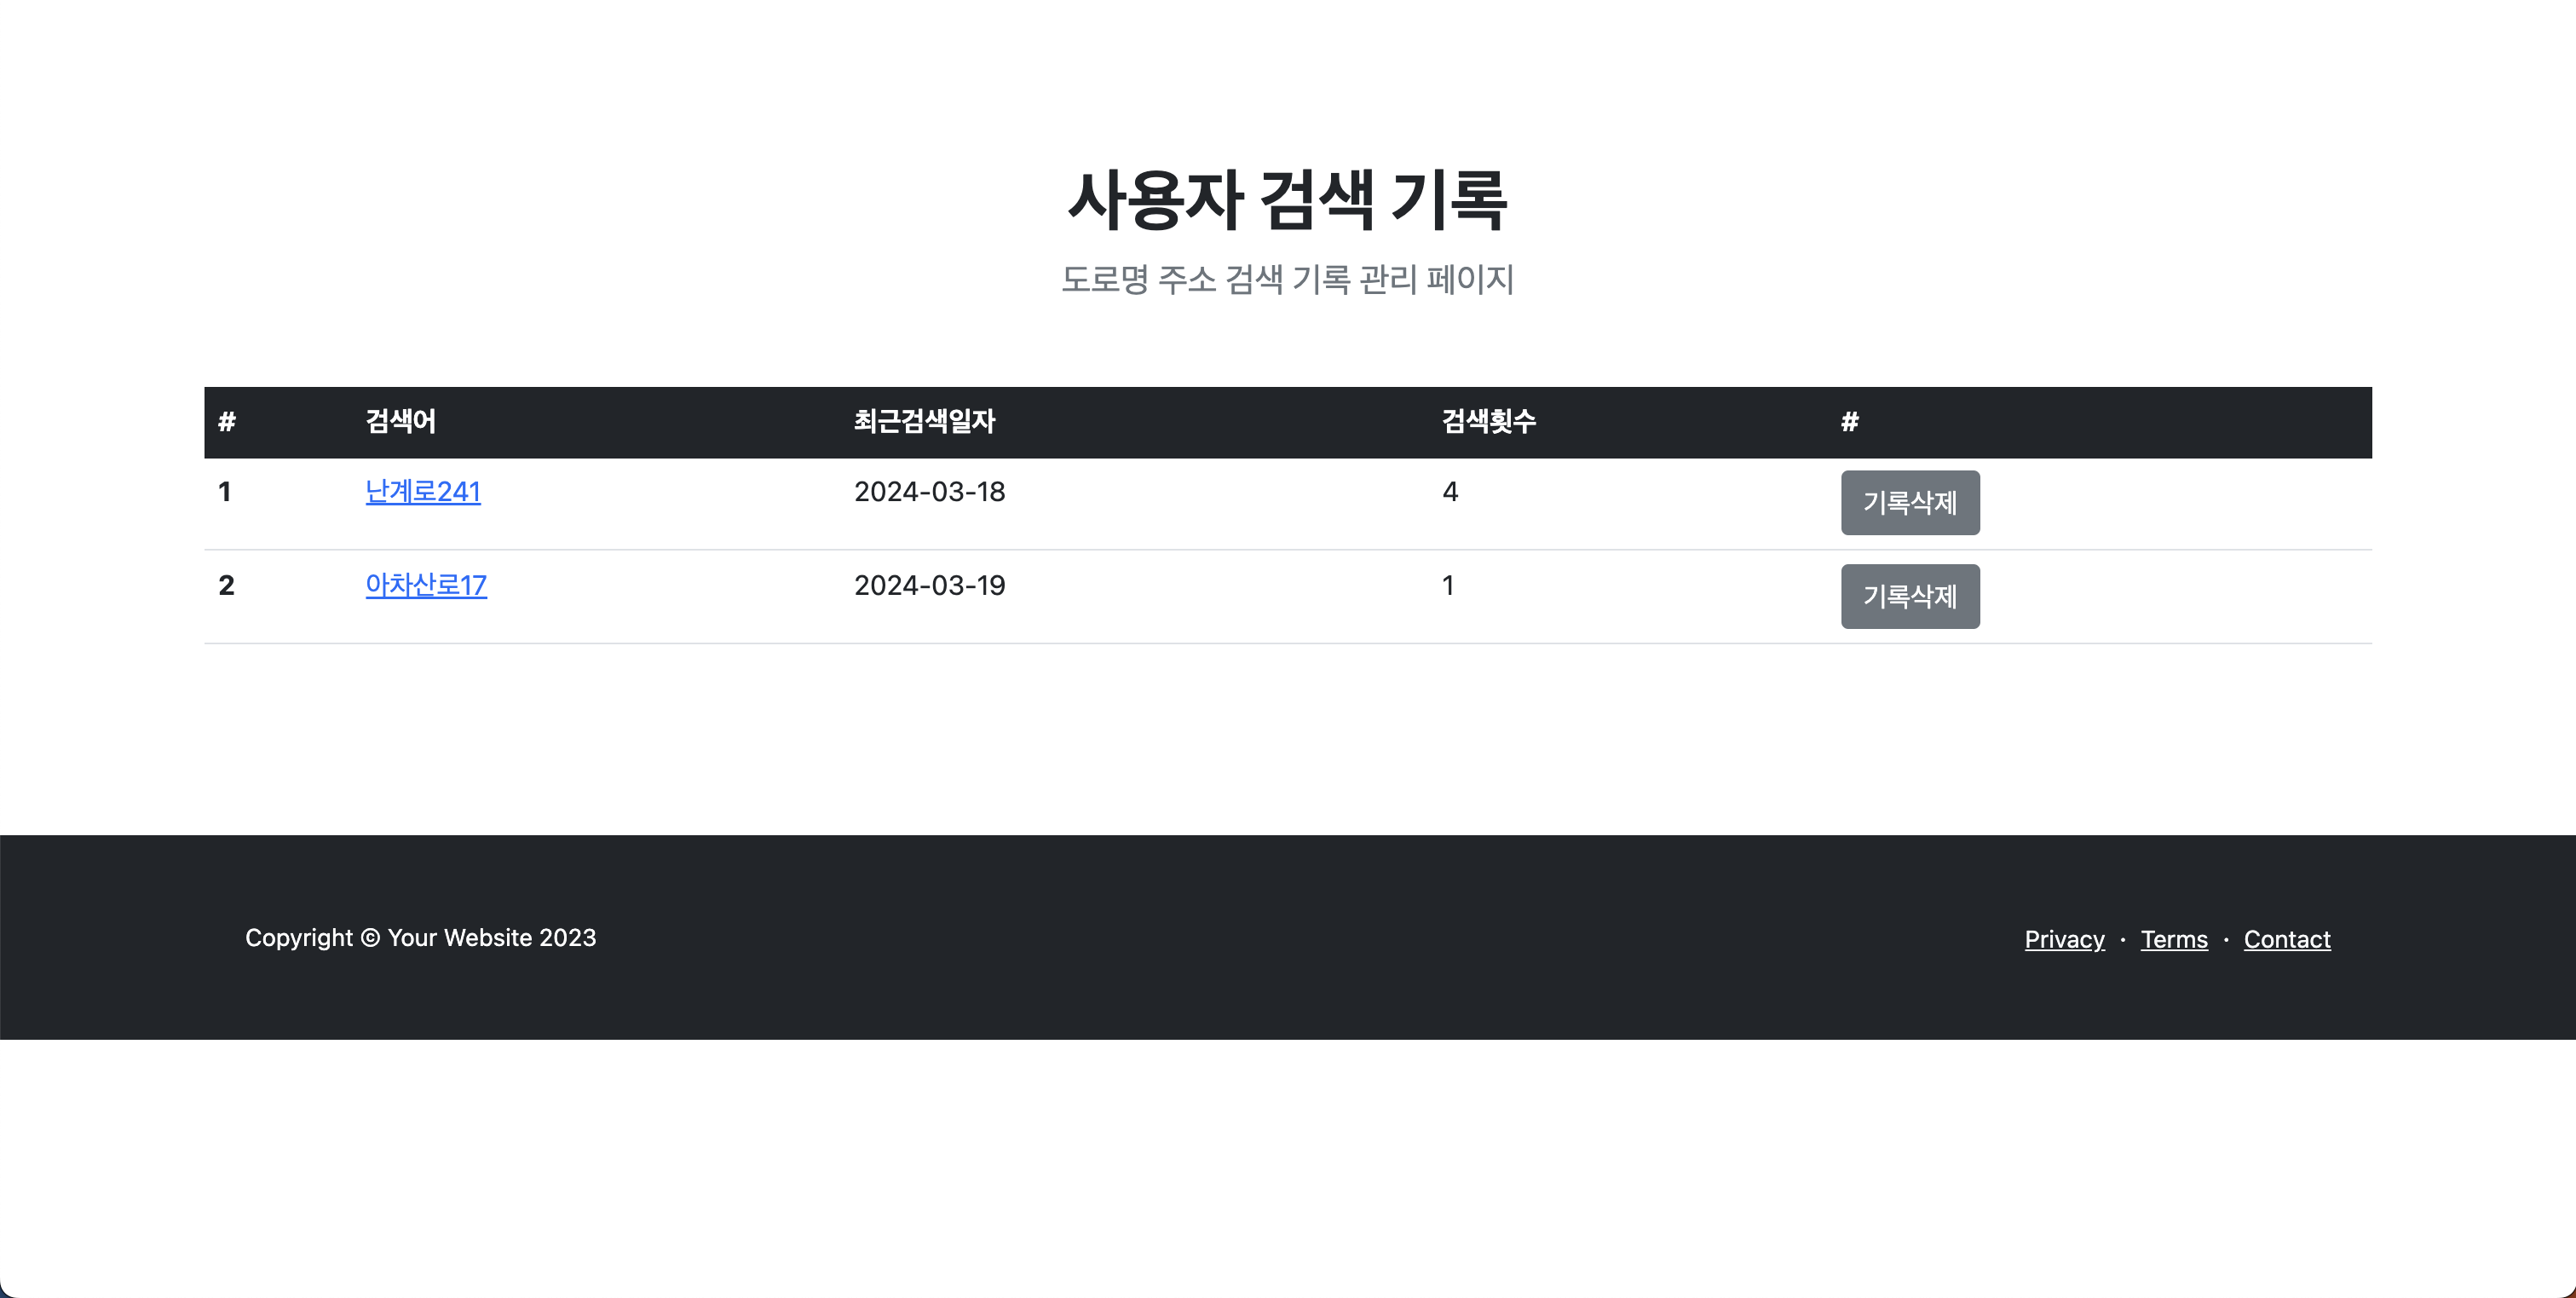 사용자 검색 기록
도로명 주소 검색 기록 관리 페이지
# 검색어 최근검색일자 검색횟수 #
1 난계로241 2024-03-18 4 기록삭제
2 아차산로17 2024-03-19 1 기록삭제
Copyright © Your Website 2023 Privacy · Terms · Contact